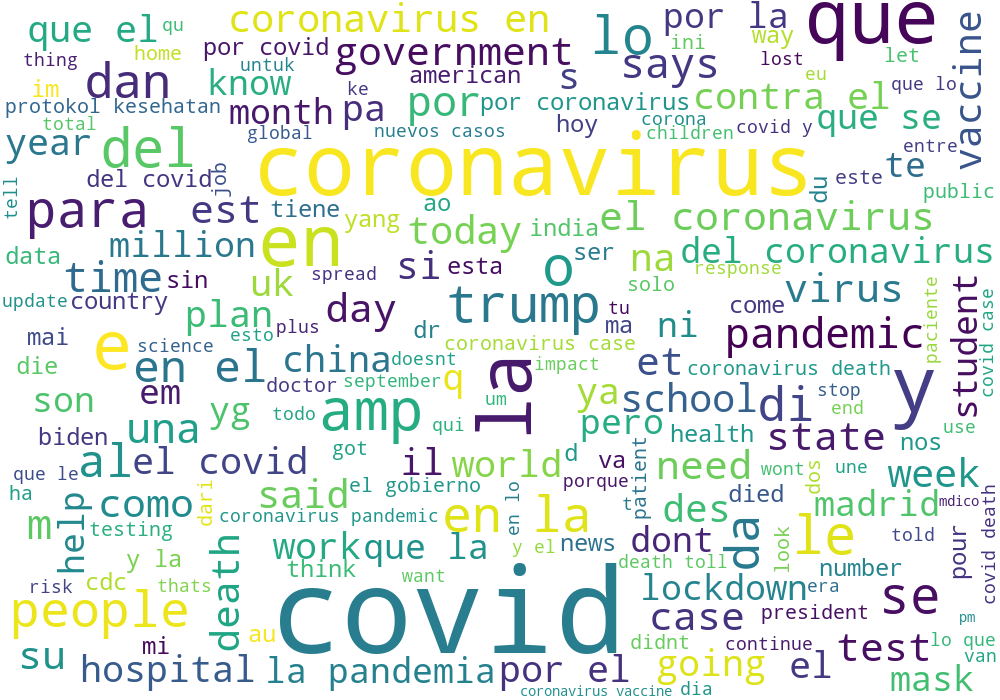 que el qu coronavirus en lo por la que
thing home por covid government way ini lost let
dan untuk s says eu vaccine
im know ke american que lo
protokol kesehatan month pa por por coronavirus contra el que se
total global nuevos casos hoy corona children covid y entre
year del
del covid job coronavirus du este te public
tell para est tiene yang ao el coronavirus
million en today india
data time sin uk spread si esta o ser na response del coronavirus
update country plan day trump solo virus
mai esto plus dr tu ma ni come pandemic student paciente covid case
science e coronavirus case
die en el china doesnt la impact et coronavirus death
doctor september q um ya school di stop y
son em yg todo amp end use
biden una qui pero health state nos
que le al el covid got il world d va need wont une week
ha help como dari said el gobierno porque patient dos died madrid mdico
m testing coronavirus pandemic en la en lo t des da le
y la death work que la y el news dont look number told pour covid death
risk cdc thats think want death toll
people au covid lockdown era se
case president pm
mi didnt continue test lo que
su hospital la pandemia por el going el van
coronavirus vaccine dia mask